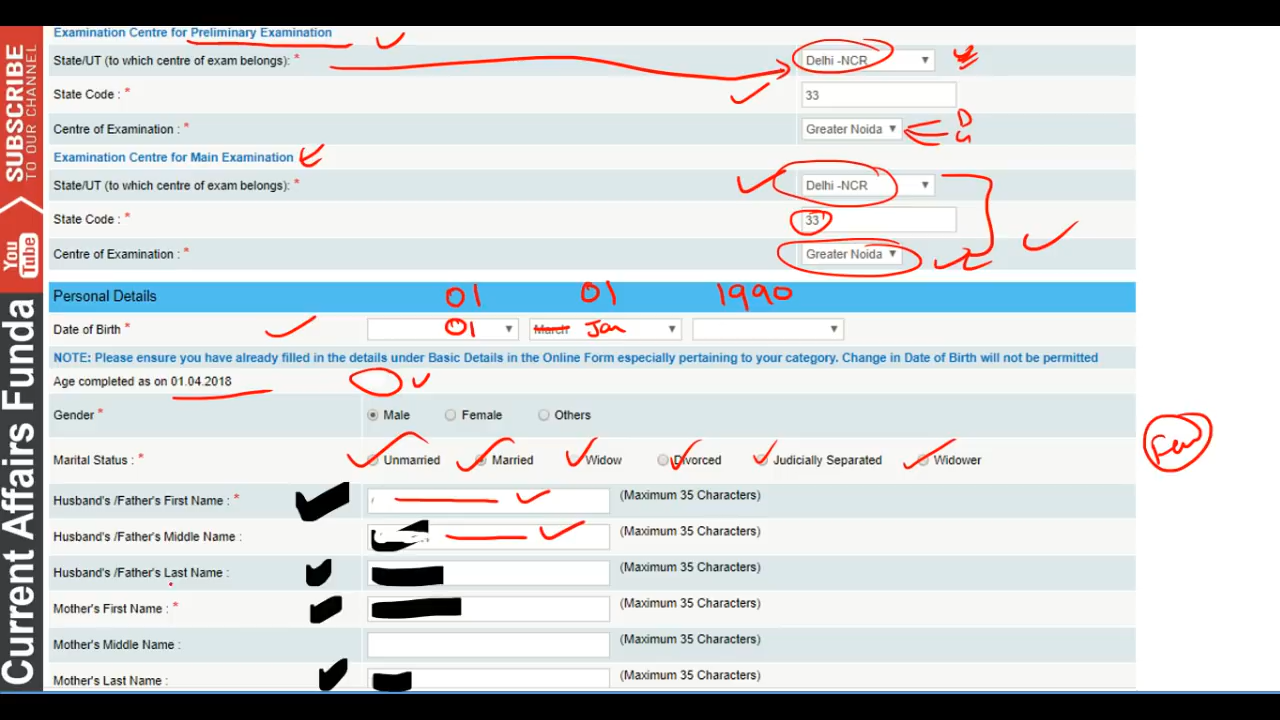 SUBSCRIBE
TO OUR CHANNEL
You Tube
Current Affairs Funda
Examination Centre for Preliminary Examination
State/UT (to which centre of exam belongs): * Delhi -NCR
State Code : * 33
Centre of Examination : * Greater Noida D
G
Examination Centre for Main Examination
State/UT (to which centre of exam belongs): * Delhi -NCR
State Code : * 33
Centre of Examination : * Greater Noida
Personal Details 01 01 1990
Date of Birth * 01 March Jan
NOTE: Please ensure you have already filled in the details under Basic Details in the Online Form especially pertaining to your category. Change in Date of Birth will not be permitted
Age completed as on 01.04.2018
Gender * Male Female Others
Marital Status : * Unmarried Married Widow Divorced Judicially Separated Widower
Husband's /Father's First Name : * (Maximum 35 Characters)
Husband's /Father's Middle Name : (Maximum 35 Characters)
Husband's /Father's Last Name : (Maximum 35 Characters)
Mother's First Name : * (Maximum 35 Characters)
Mother's Middle Name : (Maximum 35 Characters)
Mother's Last Name : (Maximum 35 Characters)